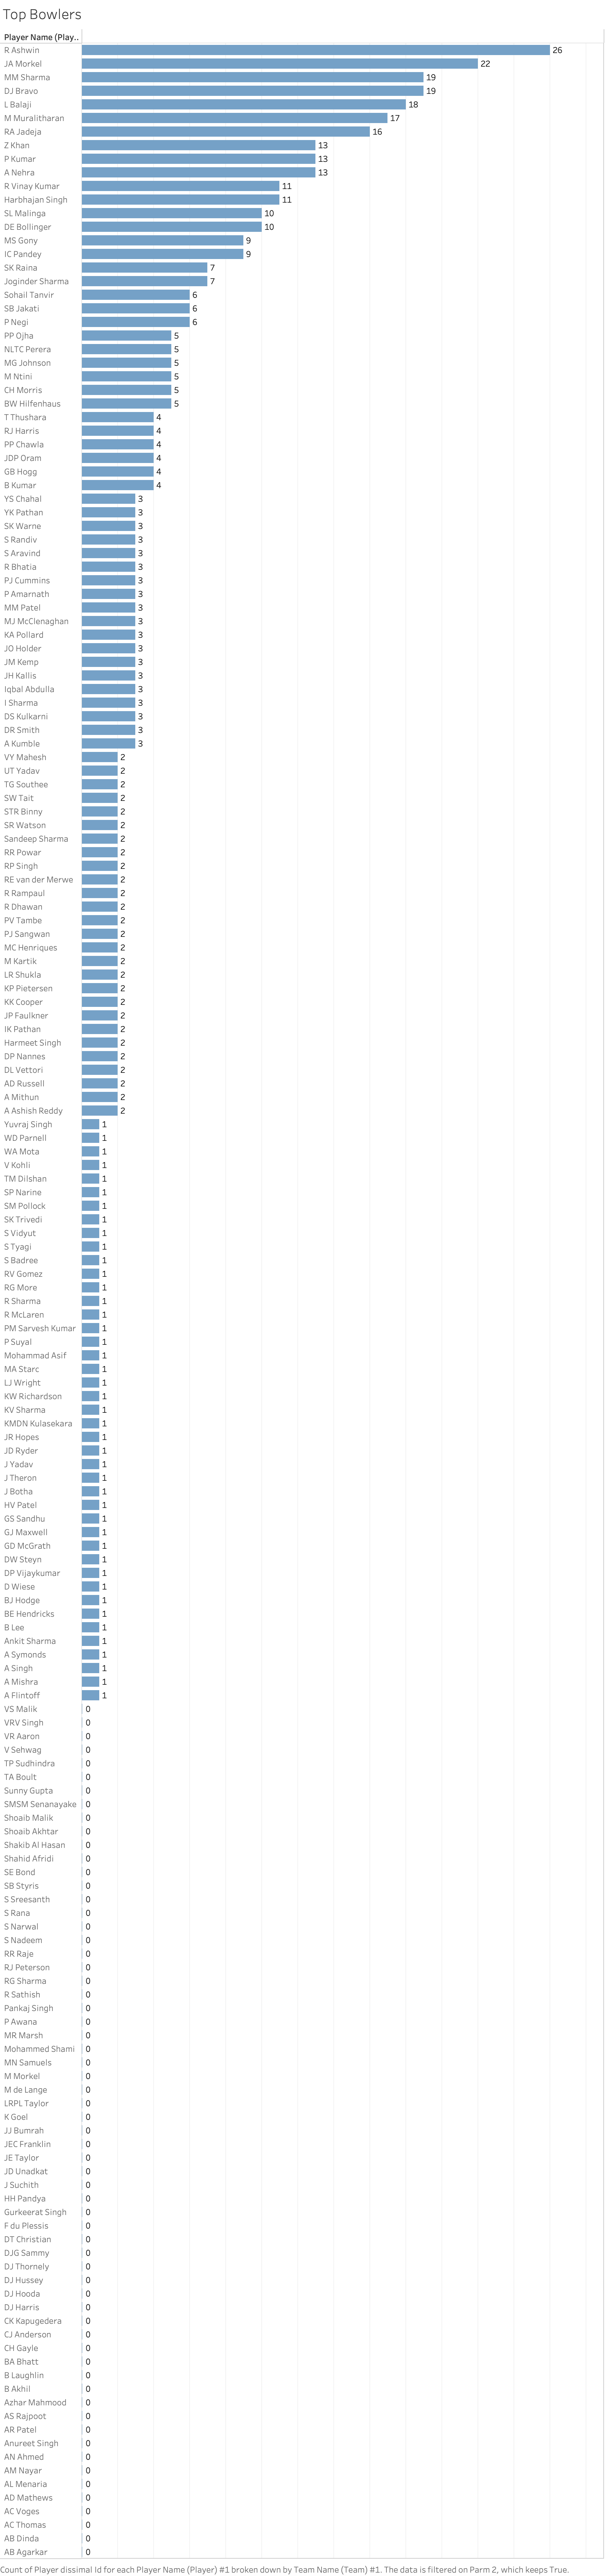 Top Bowlers
Player Name (Play..
R Ashwin 26
JA Morkel 22
MM Sharma 19
DJ Bravo 19
L Balaji 18
M Muralitharan 17
RA Jadeja 16
Z Khan 13
P Kumar 13
A Nehra 13
R Vinay Kumar 11
Harbhajan Singh 11
SL Malinga 10
DE Bollinger 10
MS Gony 9
IC Pandey 9
SK Raina 7
Joginder Sharma 7
Sohail Tanvir 6
SB Jakati 6
P Negi 6
PP Ojha 5
NLTC Perera 5
MG Johnson 5
M Ntini 5
CH Morris 5
BW Hilfenhaus 5
T Thushara 4
RJ Harris 4
PP Chawla 4
JDP Oram 4
GB Hogg 4
B Kumar 4
YS Chahal 3
YK Pathan 3
SK Warne 3
S Randiv 3
S Aravind 3
R Bhatia 3
PJ Cummins 3
P Amarnath 3
MM Patel 3
MJ McClenaghan 3
KA Pollard 3
JO Holder 3
JM Kemp 3
JH Kallis 3
Iqbal Abdulla 3
I Sharma 3
DS Kulkarni 3
DR Smith 3
A Kumble 3
VY Mahesh 2
UT Yadav 2
TG Southee 2
SW Tait 2
STR Binny 2
SR Watson 2
Sandeep Sharma 2
RR Powar 2
RP Singh 2
RE van der Merwe 2
R Rampaul 2
R Dhawan 2
PV Tambe 2
PJ Sangwan 2
MC Henriques 2
M Kartik 2
LR Shukla 2
KP Pietersen 2
KK Cooper 2
JP Faulkner 2
IK Pathan 2
Harmeet Singh 2
DP Nannes 2
DL Vettori 2
AD Russell 2
A Mithun 2
A Ashish Reddy 2
Yuvraj Singh 1
WD Parnell 1
WA Mota 1
V Kohli 1
TM Dilshan 1
SP Narine 1
SM Pollock 1
SK Trivedi 1
S Vidyut 1
S Tyagi 1
S Badree 1
RV Gomez 1
RG More 1
R Sharma 1
R McLaren 1
PM Sarvesh Kumar 1
P Suyal 1
Mohammad Asif 1
MA Starc 1
LJ Wright 1
KW Richardson 1
KV Sharma 1
KMDN Kulasekara 1
JR Hopes 1
JD Ryder 1
J Yadav 1
J Theron 1
J Botha 1
HV Patel 1
GS Sandhu 1
GJ Maxwell 1
GD McGrath 1
DW Steyn 1
DP Vijaykumar 1
D Wiese 1
BJ Hodge 1
BE Hendricks 1
B Lee 1
Ankit Sharma 1
A Symonds 1
A Singh 1
A Mishra 1
A Flintoff 1
VS Malik 0
VRV Singh 0
VR Aaron 0
V Sehwag 0
TP Sudhindra 0
TA Boult 0
Sunny Gupta 0
SMSM Senanayake 0
Shoaib Malik 0
Shoaib Akhtar 0
Shakib Al Hasan 0
Shahid Afridi 0
SE Bond 0
SB Styris 0
S Sreesanth 0
S Rana 0
S Narwal 0
S Nadeem 0
RR Raje 0
RJ Peterson 0
RG Sharma 0
R Sathish 0
Pankaj Singh 0
P Awana 0
MR Marsh 0
Mohammed Shami 0
MN Samuels 0
M Morkel 0
M de Lange 0
LRPL Taylor 0
K Goel 0
JJ Bumrah 0
JEC Franklin 0
JE Taylor 0
JD Unadkat 0
J Suchith 0
HH Pandya 0
Gurkeerat Singh 0
F du Plessis 0
DT Christian 0
DJG Sammy 0
DJ Thornely 0
DJ Hussey 0
DJ Hooda 0
DJ Harris 0
CK Kapugedera 0
CJ Anderson 0
CH Gayle 0
BA Bhatt 0
B Laughlin 0
B Akhil 0
Azhar Mahmood 0
AS Rajpoot 0
AR Patel 0
Anureet Singh 0
AN Ahmed 0
AM Nayar 0
AL Menaria 0
AD Mathews 0
AC Voges 0
AC Thomas 0
AB Dinda 0
AB Agarkar 0
Count of Player dissimal Id for each Player Name (Player) #1 broken down by Team Name (Team) #1. The data is filtered on Parm 2, which keeps True.